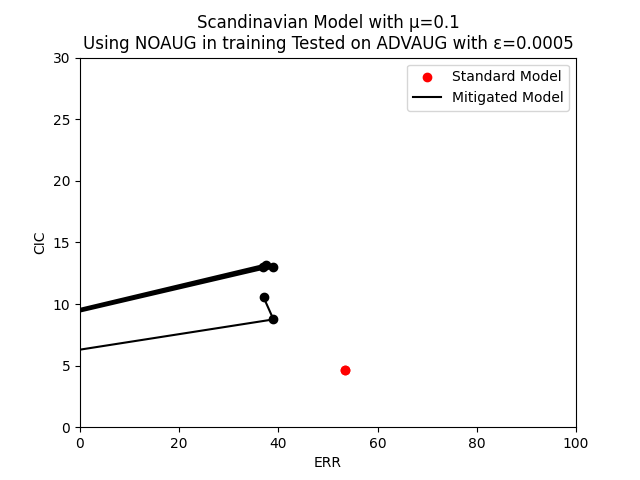 Scandinavian Model with μ=0.1
Using NOAUG in training Tested on ADVAUG with ε=0.0005
Standard Model
Mitigated Model
30
25
20
15
10
5
0
CIC
0 20 40 60 80 100
ERR